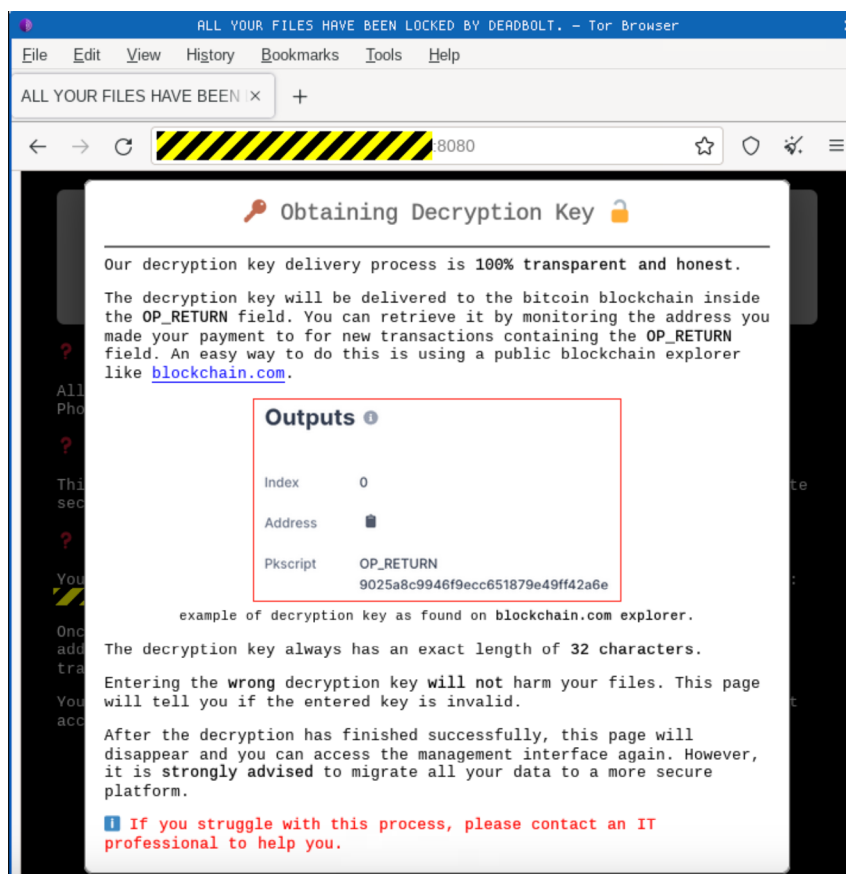 ALL YOUR FILES HAVE BEEN LOCKED BY DEADBOLT. – Tor Browser
File Edit View History Bookmarks Tools Help
ALL YOUR FILES HAVE BEEN
:8080
Obtaining Decryption Key
Our decryption key delivery process is 100% transparent and honest.
The decryption key will be delivered to the bitcoin blockchain inside
the OP_RETURN field. You can retrieve it by monitoring the address you
made your payment to for new transactions containing the OP_RETURN
field. An easy way to do this is using a public blockchain explorer
like blockchain.com.
Outputs
Index 0
Address
Pkscript OP_RETURN
9025a8c9946f9ecc651879e49ff42a6e
example of decryption key as found on blockchain.com explorer.
The decryption key always has an exact length of 32 characters.
Entering the wrong decryption key will not harm your files. This page
will tell you if the entered key is invalid.
After the decryption has finished successfully, this page will
disappear and you can access the management interface again. However,
it is strongly advised to migrate all your data to a more secure
platform.
If you struggle with this process, please contact an IT
professional to help you.